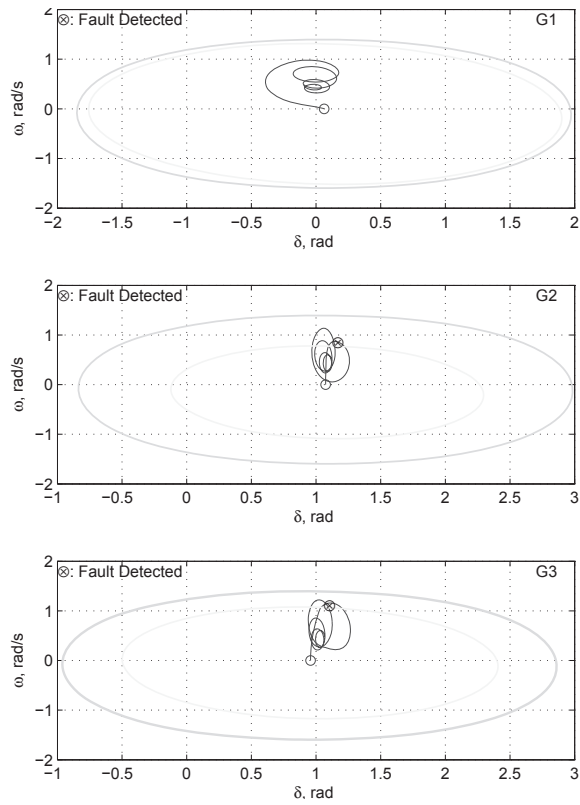 ⊗: Fault Detected G1
2
1
0
−1
−2
ω, rad/s
−2 −1.5 −1 −0.5 0 0.5 1 1.5 2
δ, rad
⊗: Fault Detected G2
2
1
0
−1
−2
ω, rad/s
−1 −0.5 0 0.5 1 1.5 2 2.5 3
δ, rad
⊗: Fault Detected G3
2
1
0
−1
−2
ω, rad/s
−1 −0.5 0 0.5 1 1.5 2 2.5 3
δ, rad